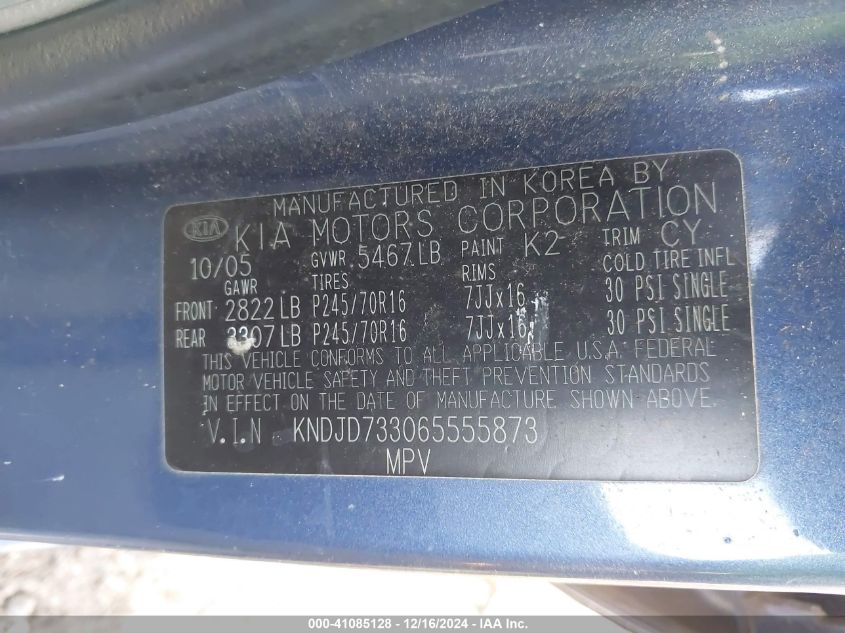 MANUFACTURED IN KOREA BY
KIA KIA MOTORS CORPORATION
10/05 GVWR 5467LB PAINT K2 TRIM CY
GAWR TIRES RIMS COLD TIRE INFL
FRONT 2822LB P245/70R16 7JJx16 30 PSI SINGLE
REAR P245/70R16 7JJx16 30 PSI SINGLE
THIS VEHICLE CONFORMS TO ALL APPLICABLE U.S.A. FEDERAL
MOTOR VEHICLE SAFETY AND THEFT PREVENTION STANDARDS
IN EFFECT ON THE DATE OF MANUFACTURE SHOWN ABOVE.
V.I.N KNDJD733065555873
MPV
000-41085128 - 12/16/2024 - © IAA Holdings, LLC